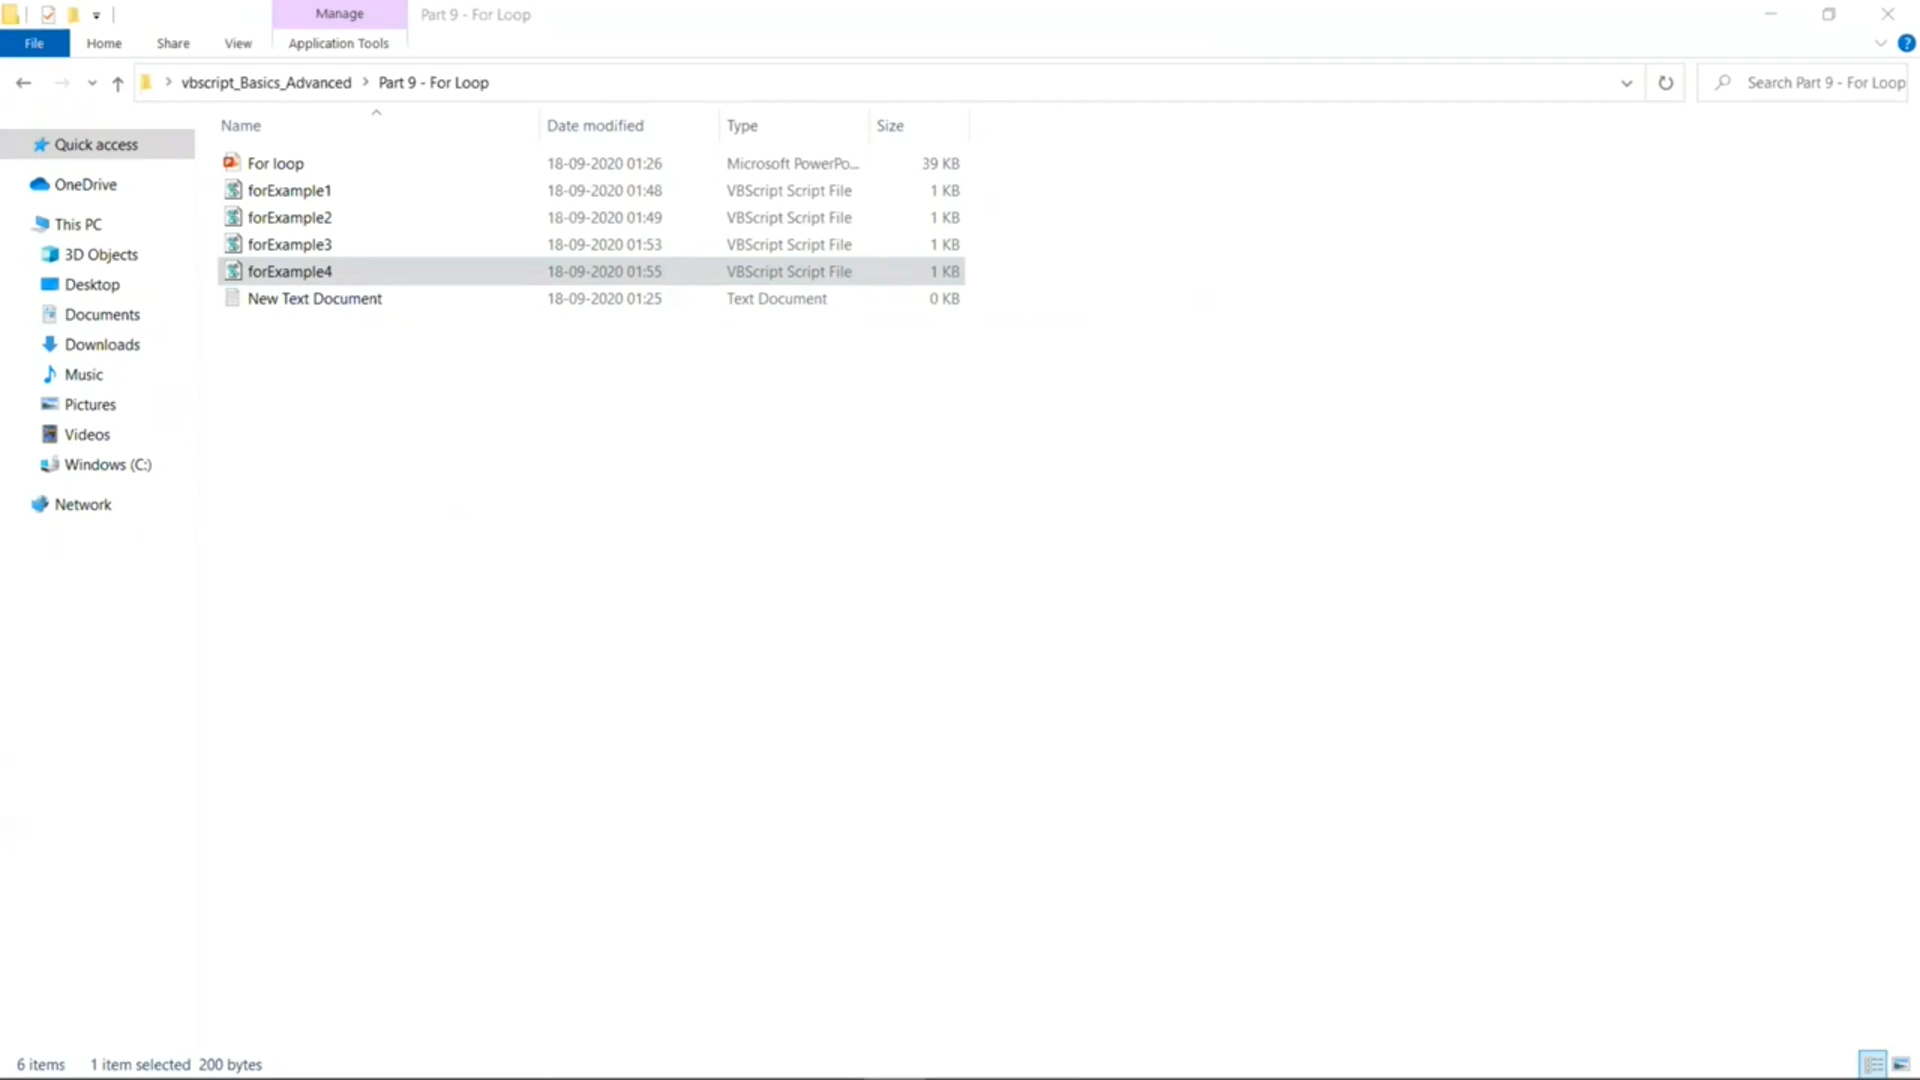 Manage
Part 9 - For Loop
File
Home
Share
View
Application Tools
?
vbscript_Basics_Advanced
Part 9 - For Loop
Search Part 9 - For Loop
Name
Date modified
Type
Size
Quick access
OneDrive
This PC
3D Objects
Desktop
Documents
Downloads
Music
Pictures
Videos
Windows (C:)
Network
For loop 18-09-2020 01:26 Microsoft PowerPo... 39 KB
forExample1 18-09-2020 01:48 VBScript Script File 1 KB
forExample2 18-09-2020 01:49 VBScript Script File 1 KB
forExample3 18-09-2020 01:53 VBScript Script File 1 KB
forExample4 18-09-2020 01:55 VBScript Script File 1 KB
New Text Document 18-09-2020 01:25 Text Document 0 KB
6 items 1 item selected 200 bytes